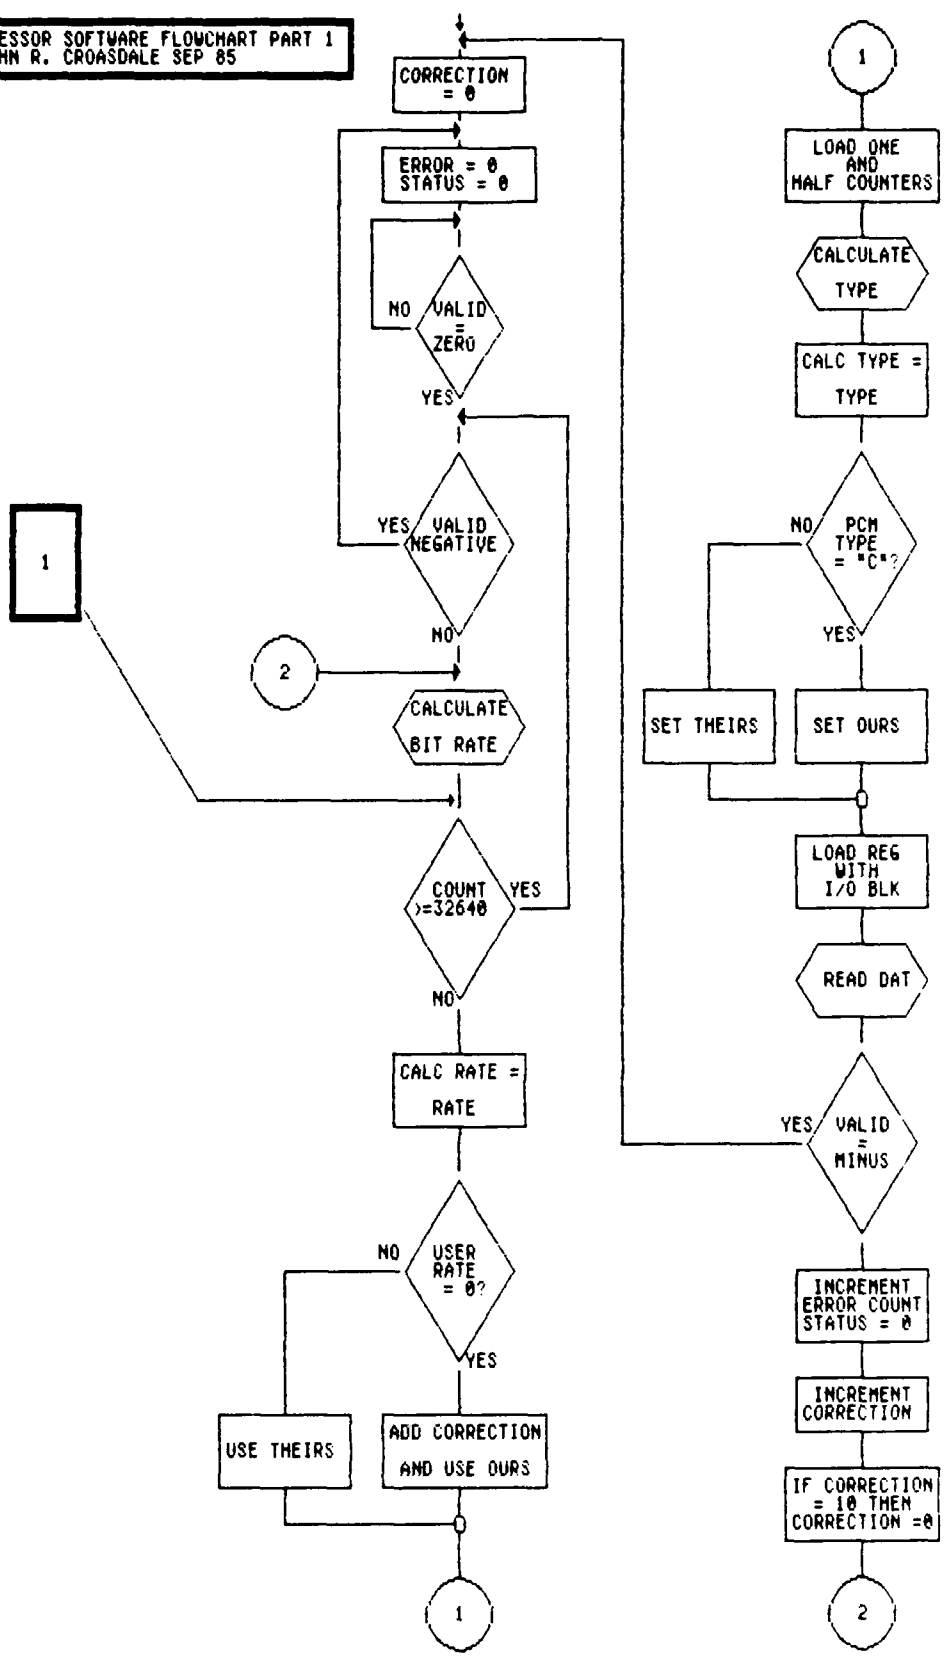 ESSOR SOFTWARE FLOWCHART PART 1
HN R. CROASDALE SEP 85
CORRECTION
= 0
ERROR = 0
STATUS = 0
NO
VALID
=
ZERO
YES
YES
VALID
NEGATIVE
NO
1
2
CALCULATE
BIT RATE
COUNT
>=32640
YES
NO
CALC RATE =
RATE
NO
USER
RATE
= 0?
YES
USE THEIRS
ADD CORRECTION
AND USE OURS
1
1
LOAD ONE
AND
HALF COUNTERS
CALCULATE
TYPE
CALC TYPE =
TYPE
NO
PCM
TYPE
= "C"?
YES
SET THEIRS
SET OURS
LOAD REG
WITH
I/O BLK
READ DAT
YES
VALID
=
MINUS
INCREMENT
ERROR COUNT
STATUS = 0
INCREMENT
CORRECTION
IF CORRECTION
= 10 THEN
CORRECTION =0
2